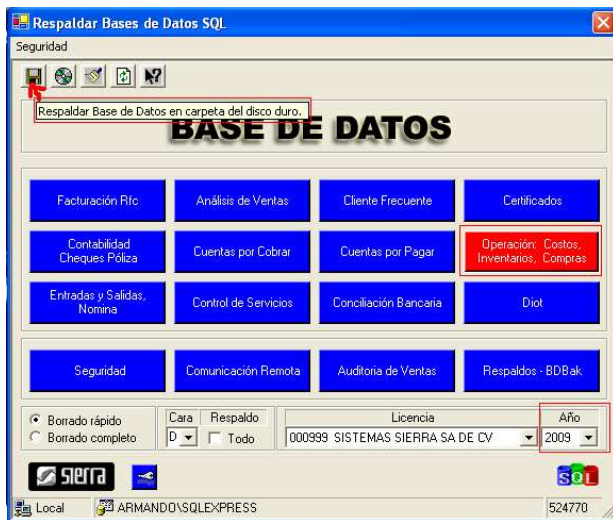 Respaldar Bases de Datos SQL
Seguridad
Respaldar Base de Datos en carpeta del disco duro.
BASE DE DATOS
Facturación Rfc
Análisis de Ventas
Cliente Frecuente
Certificados
Contabilidad
Cheques Póliza
Cuentas por Cobrar
Cuentas por Pagar
Operación: Costos,
Inventarios, Compras
Entradas y Salidas,
Nomina
Control de Servicios
Conciliación Bancaria
Diot
Seguridad
Comunicación Remota
Auditoria de Ventas
Respaldos - BDBak
Borrado rápido
Borrado completo
Cara
D
Respaldo
Todo
Licencia
000999 SISTEMAS SIERRA SA DE CV
Año
2009
sierra
SQL
Local
ARMANDO\SQLEXPRESS
524770